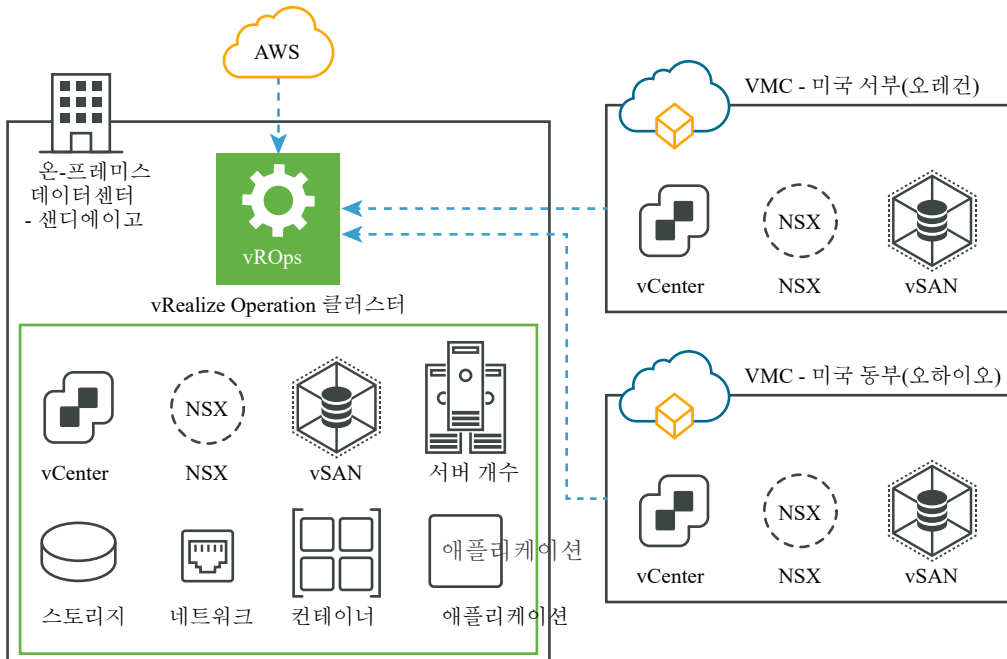 AWS
온-프레미스
데이터센터
- 샌디에이고
vROps
vRealize Operation 클러스터
vCenter
NSX
NSX
vSAN
서버 개수
스토리지
네트워크
컨테이너
애플리케이션
애플리케이션
VMC - 미국 서부(오레건)
vCenter
NSX
NSX
vSAN
VMC - 미국 동부(오하이오)
vCenter
NSX
NSX
vSAN